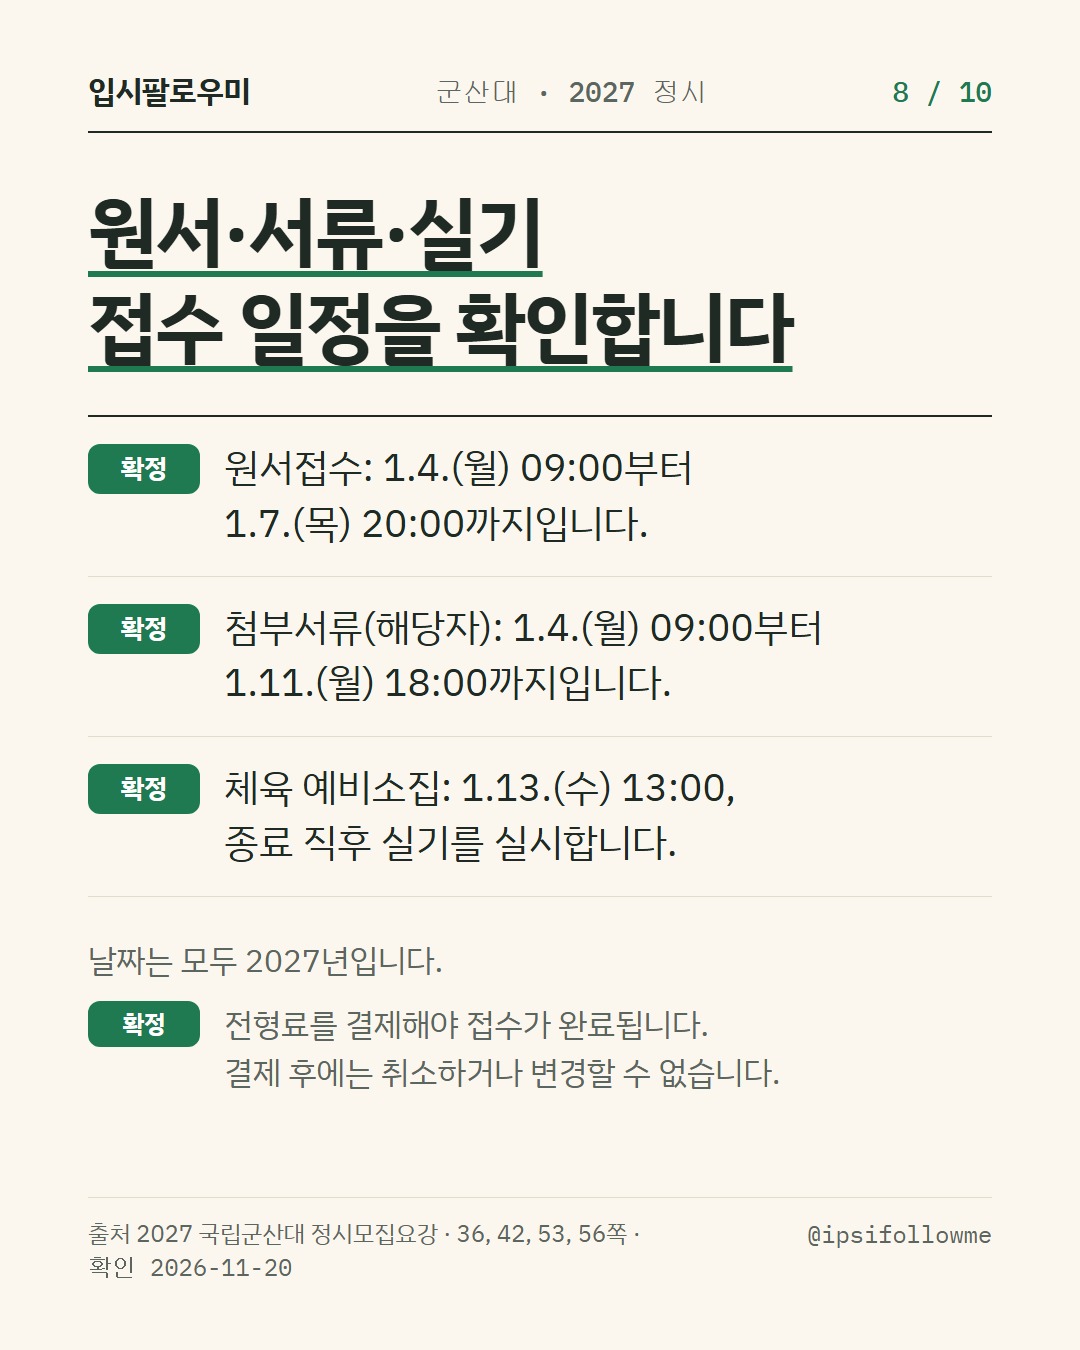 입시팔로우미
군산대 · 2027 정시
8 / 10
원서·서류·실기
접수 일정을 확인합니다
확정
원서접수: 1.4.(월) 09:00부터
1.7.(목) 20:00까지입니다.
확정
첨부서류(해당자): 1.4.(월) 09:00부터
1.11.(월) 18:00까지입니다.
확정
체육 예비소집: 1.13.(수) 13:00,
종료 직후 실기를 실시합니다.
날짜는 모두 2027년입니다.
확정
전형료를 결제해야 접수가 완료됩니다.
결제 후에는 취소하거나 변경할 수 없습니다.
출처 2027 국립군산대 정시모집요강 · 36, 42, 53, 56쪽 ·
확인 2026-11-20
@ipsifollowme